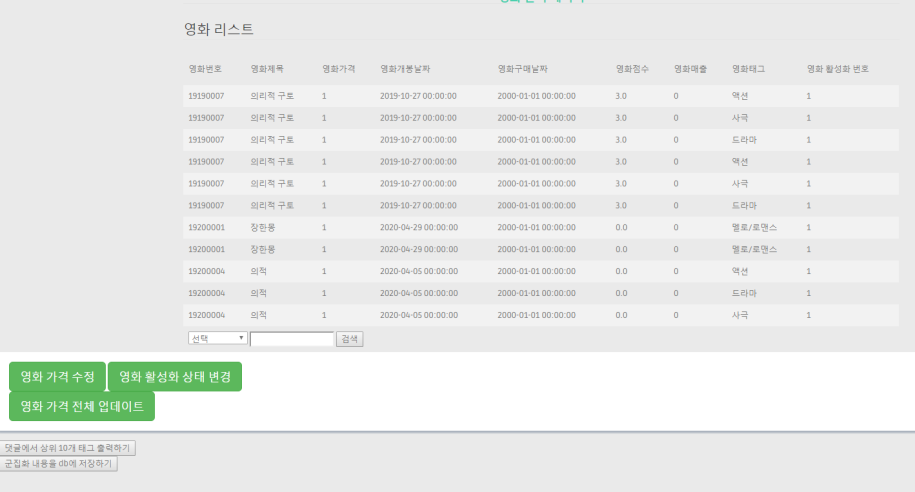 영화 리스트
영화번호 영화제목 영화가격 영화개봉날짜 영화구매날짜 영화점수 영화매출 영화태그 영화 활성화 번호
19190007 의리적 구토 1 2019-10-27 00:00:00 2000-01-01 00:00:00 3.0 0 액션 1
19190007 의리적 구토 1 2019-10-27 00:00:00 2000-01-01 00:00:00 3.0 0 사극 1
19190007 의리적 구토 1 2019-10-27 00:00:00 2000-01-01 00:00:00 3.0 0 드라마 1
19190007 의리적 구토 1 2019-10-27 00:00:00 2000-01-01 00:00:00 3.0 0 액션 1
19190007 의리적 구토 1 2019-10-27 00:00:00 2000-01-01 00:00:00 3.0 0 사극 1
19190007 의리적 구토 1 2019-10-27 00:00:00 2000-01-01 00:00:00 3.0 0 드라마 1
19200001 장한몽 1 2020-04-29 00:00:00 2000-01-01 00:00:00 0.0 0 멜로/로맨스 1
19200001 장한몽 1 2020-04-29 00:00:00 2000-01-01 00:00:00 0.0 0 멜로/로맨스 1
19200004 의적 1 2020-04-05 00:00:00 2000-01-01 00:00:00 0.0 0 액션 1
19200004 의적 1 2020-04-05 00:00:00 2000-01-01 00:00:00 0.0 0 드라마 1
19200004 의적 1 2020-04-05 00:00:00 2000-01-01 00:00:00 0.0 0 사극 1
선택 검색
영화 가격 수정 영화 활성화 상태 변경
영화 가격 전체 업데이트
댓글에서 상위 10개 태그 출력하기
군집화 내용을 db에 저장하기